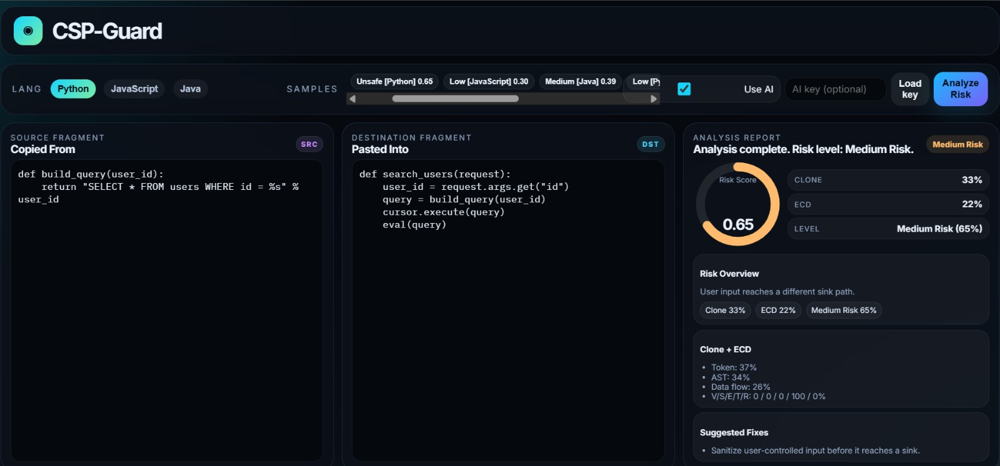 CSP-Guard
LANG Python JavaScript Java SAMPLES Unsafe [Python] 0.65 Low [JavaScript] 0.30 Medium [Java] 0.39 Low [Py Use AI AI key (optional) Load key Analyze Risk
SOURCE FRAGMENT
Copied From
SRC
def build_query(user_id):
    return "SELECT * FROM users WHERE id = %s" %
user_id
DESTINATION FRAGMENT
Pasted Into
DST
def search_users(request):
    user_id = request.args.get("id")
    query = build_query(user_id)
    cursor.execute(query)
    eval(query)
ANALYSIS REPORT
Analysis complete. Risk level: Medium Risk.
Medium Risk
Risk Score
0.65
CLONE 33%
ECD 22%
LEVEL Medium Risk (65%)
Risk Overview
User input reaches a different sink path.
Clone 33% ECD 22% Medium Risk 65%
Clone + ECD
• Token: 37%
• AST: 34%
• Data flow: 26%
• V/S/E/T/R: 0 / 0 / 0 / 100 / 0%
Suggested Fixes
• Sanitize user-controlled input before it reaches a sink.